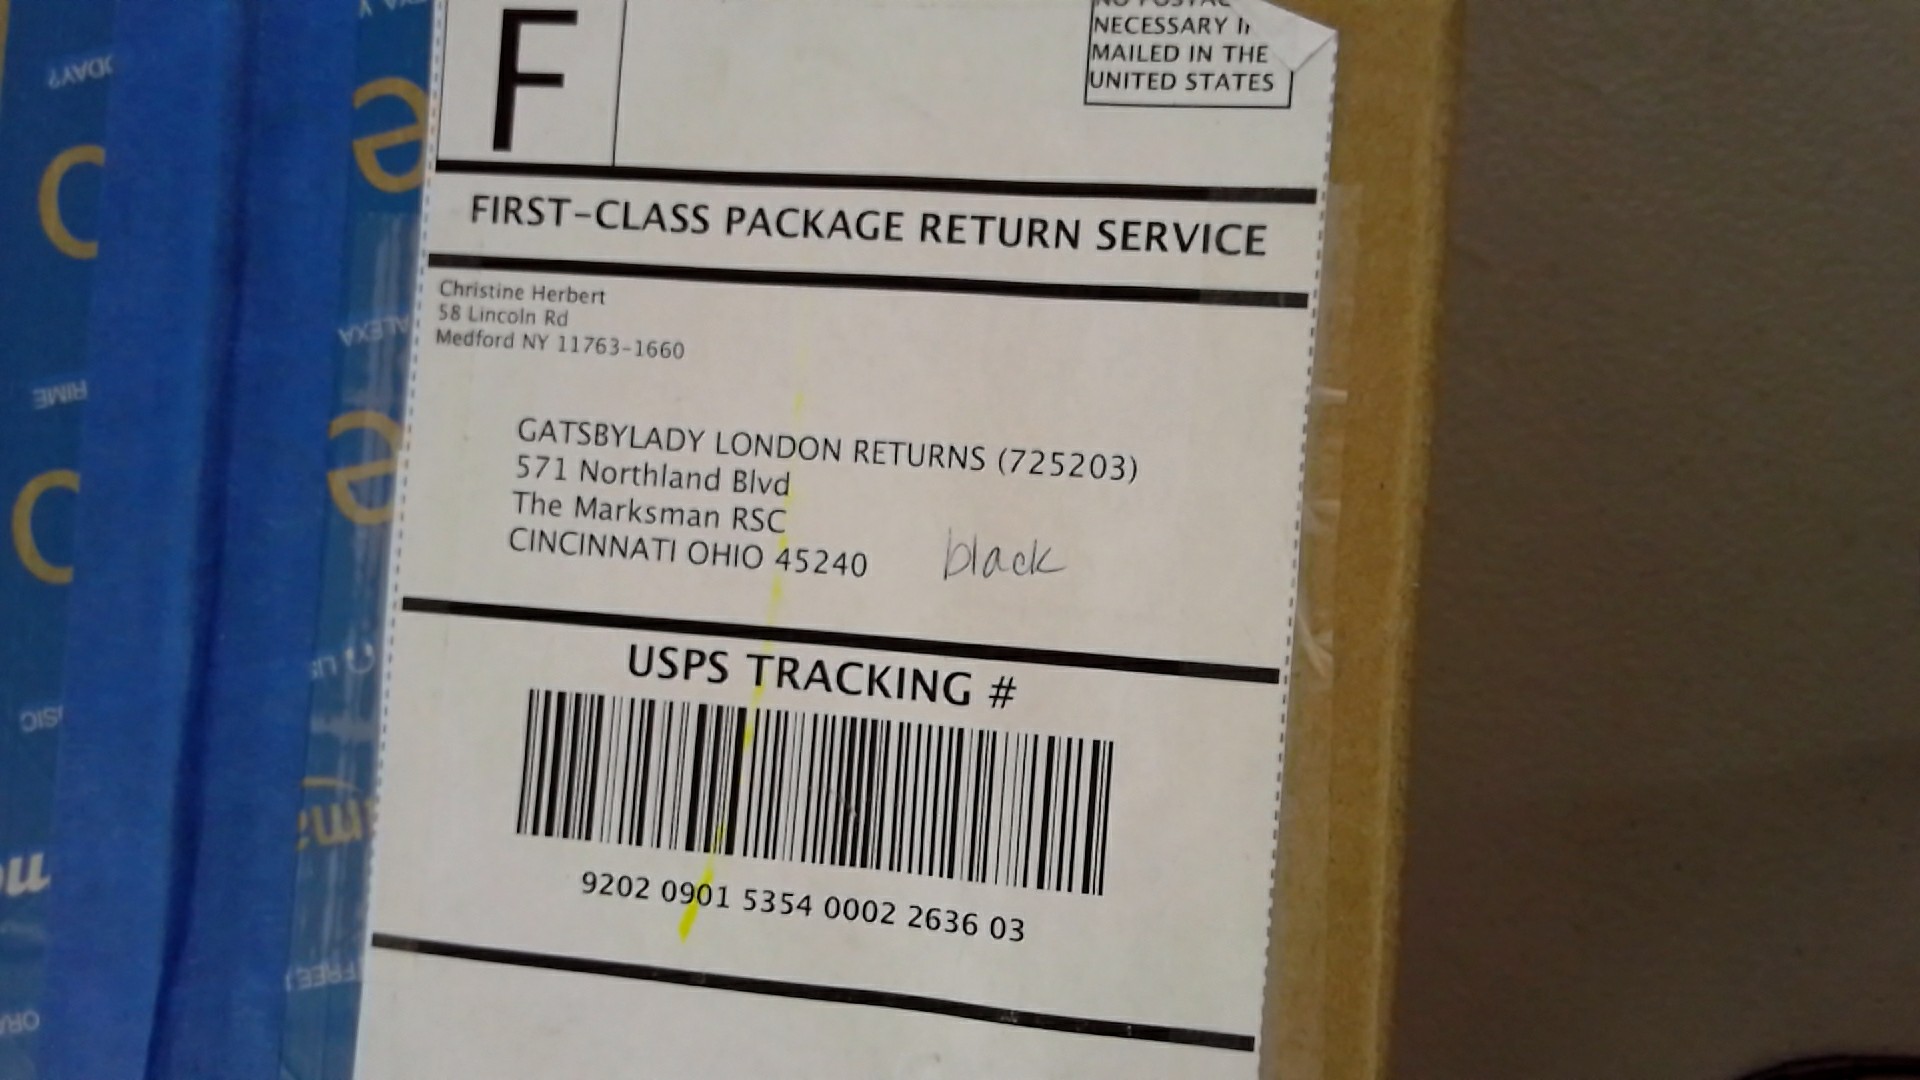 F
NECESSARY
MAILED IN THE
UNITED STATES
FIRST-CLASS PACKAGE RETURN SERVICE
Christine Herbert
58 Lincoln Rd
Medford NY 11763-1660
GATSBYLADY LONDON RETURNS (725203)
571 Northland Blvd
The Marksman RSC
CINCINNATI OHIO 45240
black
USPS TRACKING #
9202 0901 5354 0002 2636 03
ALEXA
FREE